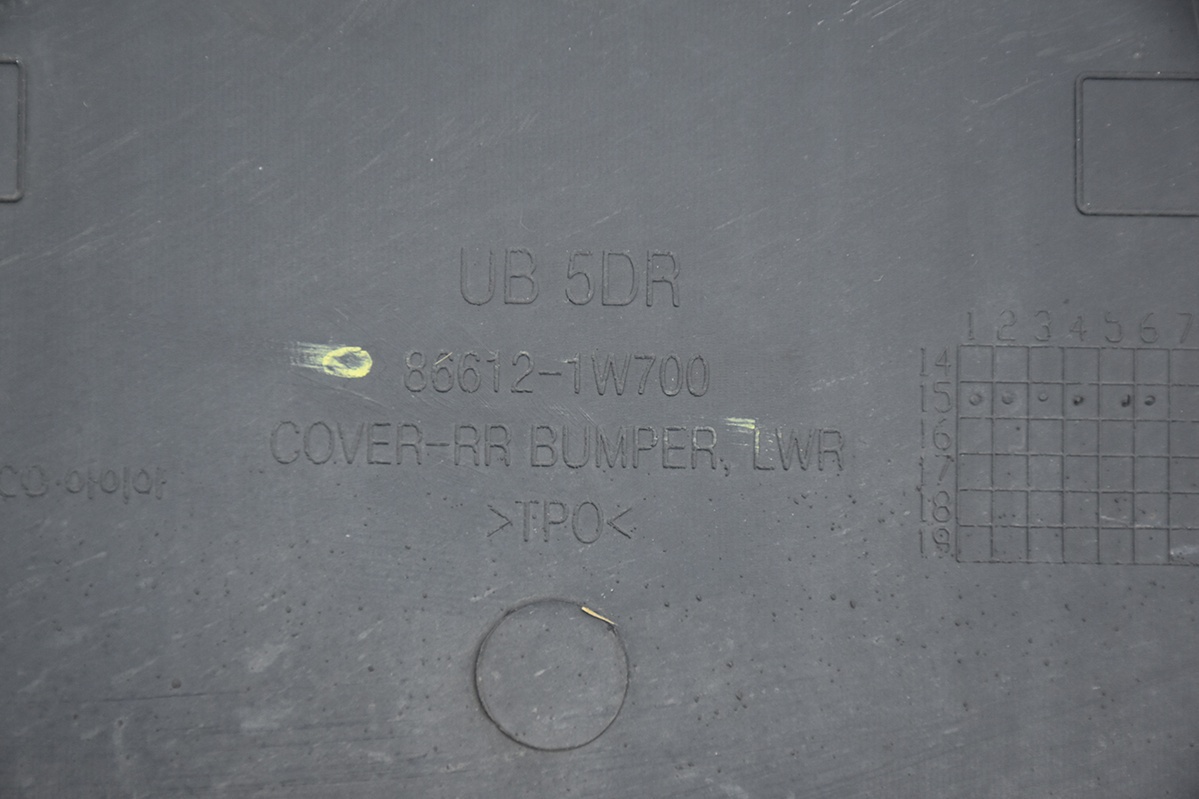 UB 5DR
86612-1W700
COVER-RR BUMPER, LWR
>TPO<
1 2 3 4 5 6 7
14
15
16
17
18
19